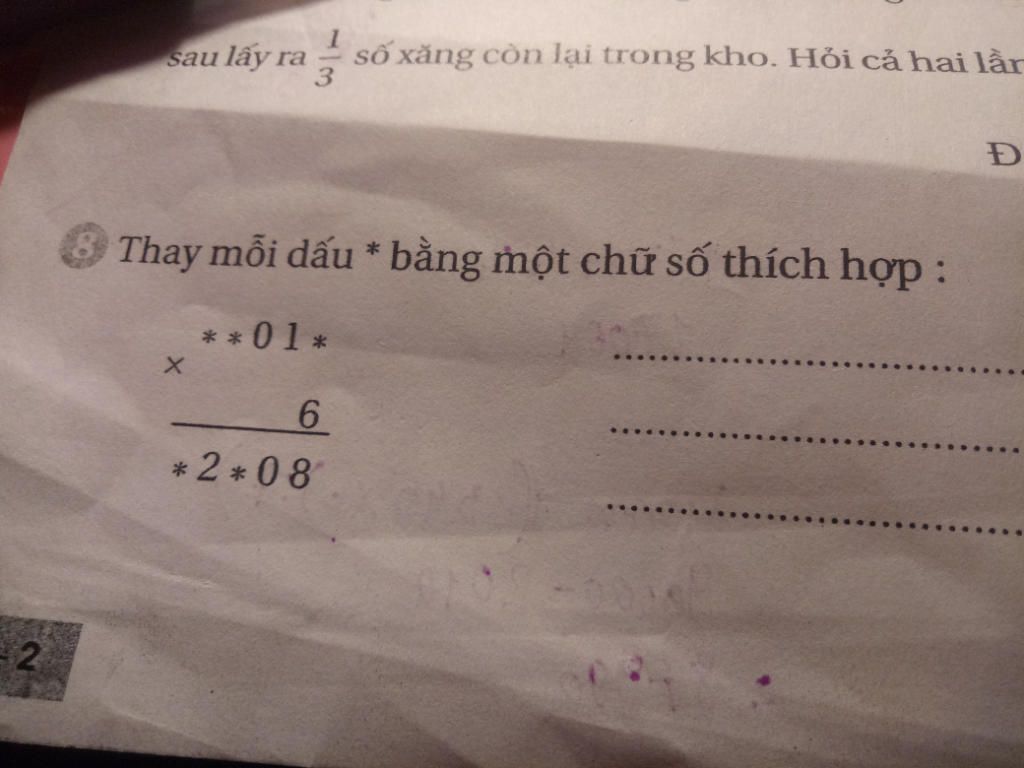 sau lấy ra 1/3 số xăng còn lại trong kho. Hỏi cả hai lần
Đ
8 Thay mỗi dấu * bằng một chữ số thích hợp :
* * 0 1 *
×
6
* 2 * 0 8
- 2